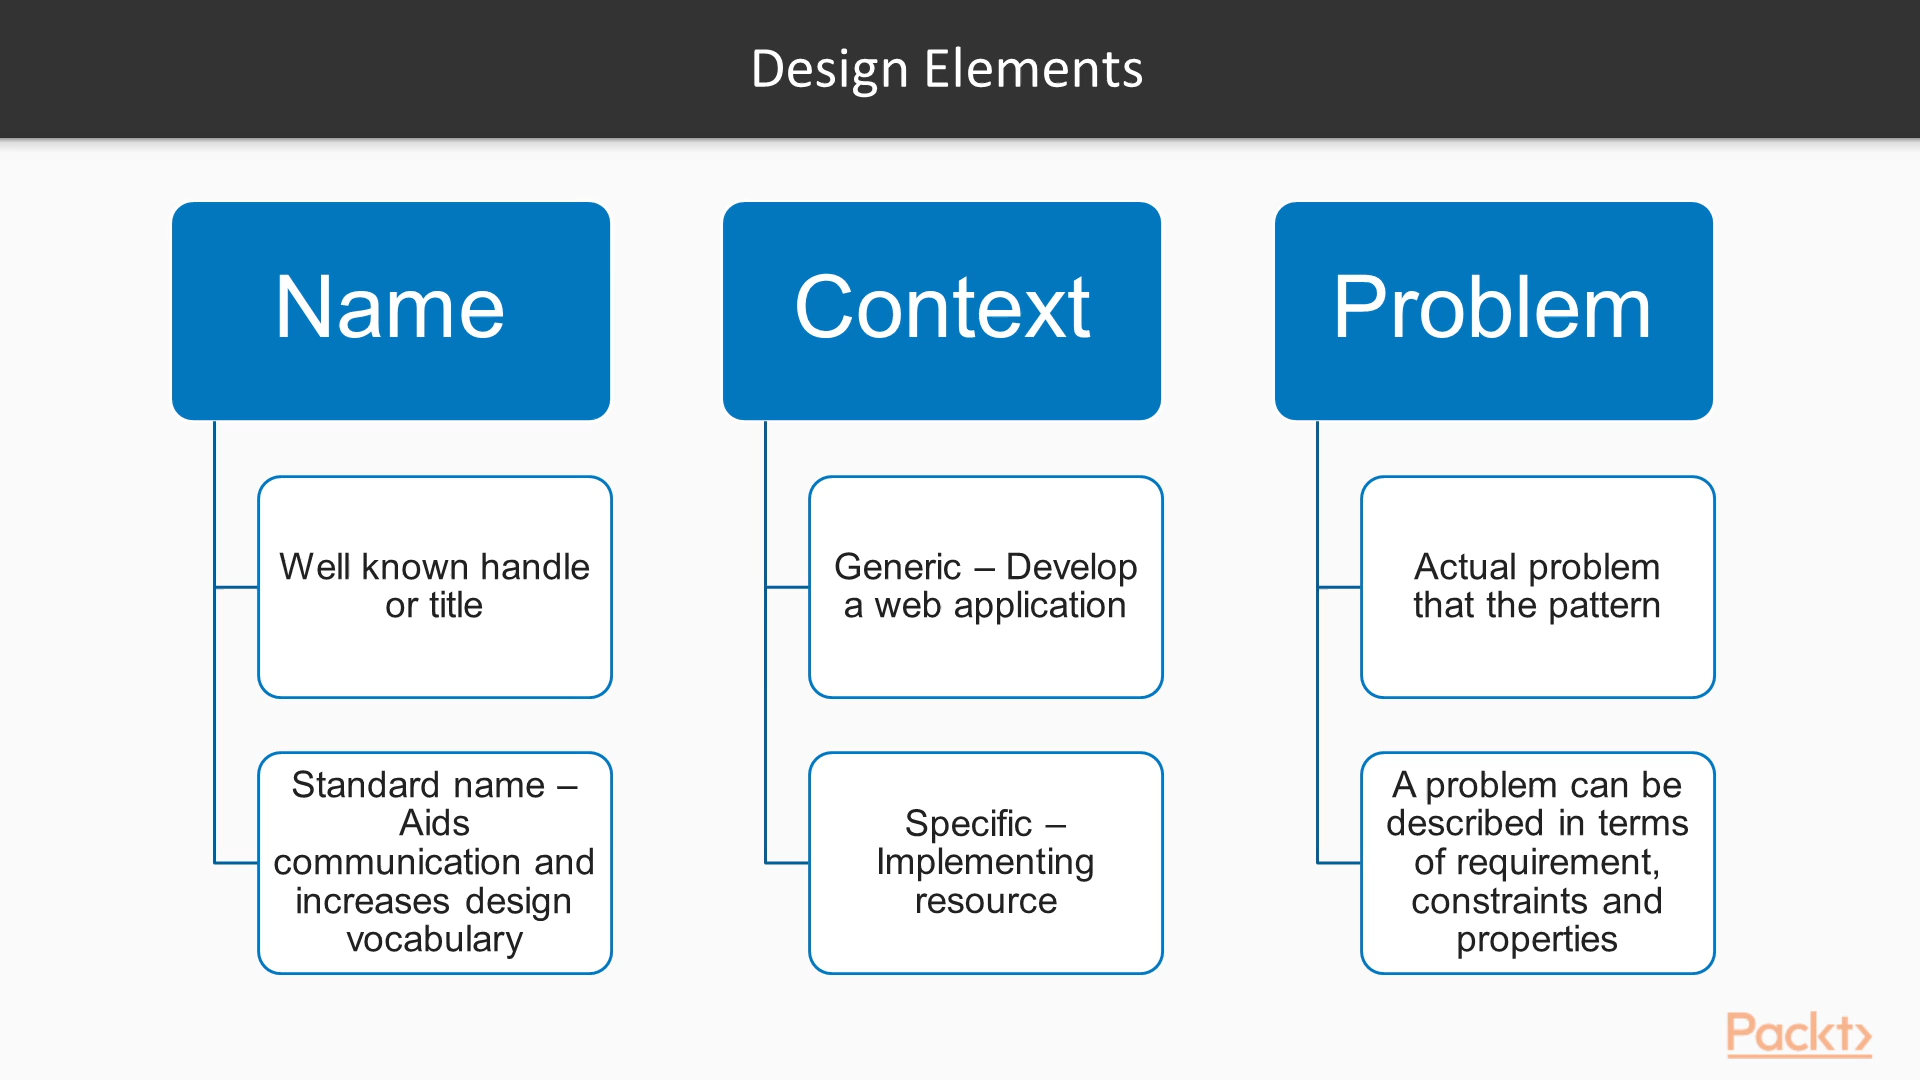 Design Elements
Name
Well known handle
or title
Standard name –
Aids
communication and
increases design
vocabulary
Context
Generic – Develop
a web application
Specific –
Implementing
resource
Problem
Actual problem
that the pattern
A problem can be
described in terms
of requirement,
constraints and
properties
Packt